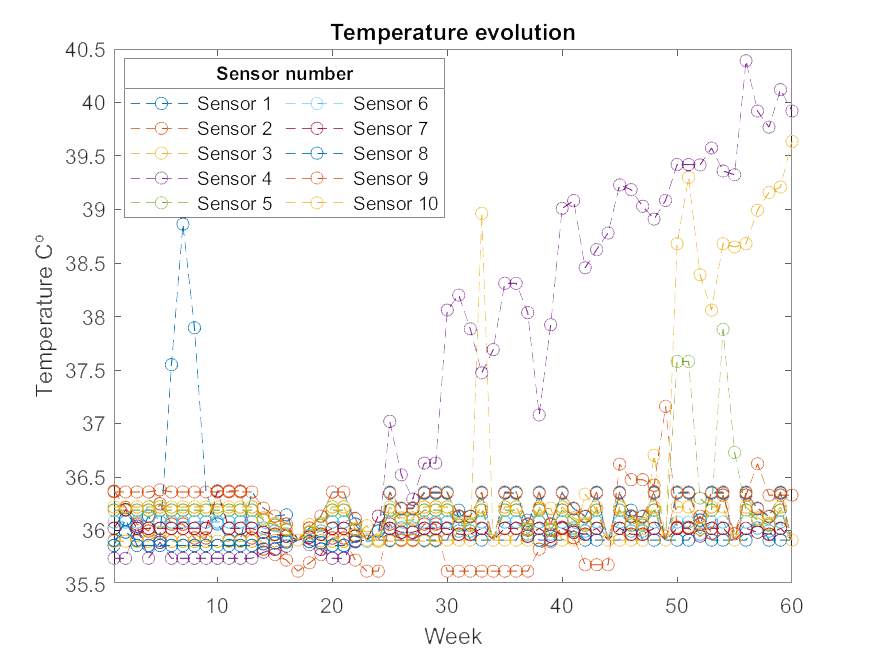 Temperature evolution
Sensor number
Sensor 1 Sensor 6
Sensor 2 Sensor 7
Sensor 3 Sensor 8
Sensor 4 Sensor 9
Sensor 5 Sensor 10
Temperature Cº
40.5
40
39.5
39
38.5
38
37.5
37
36.5
36
35.5
10 20 30 40 50 60
Week